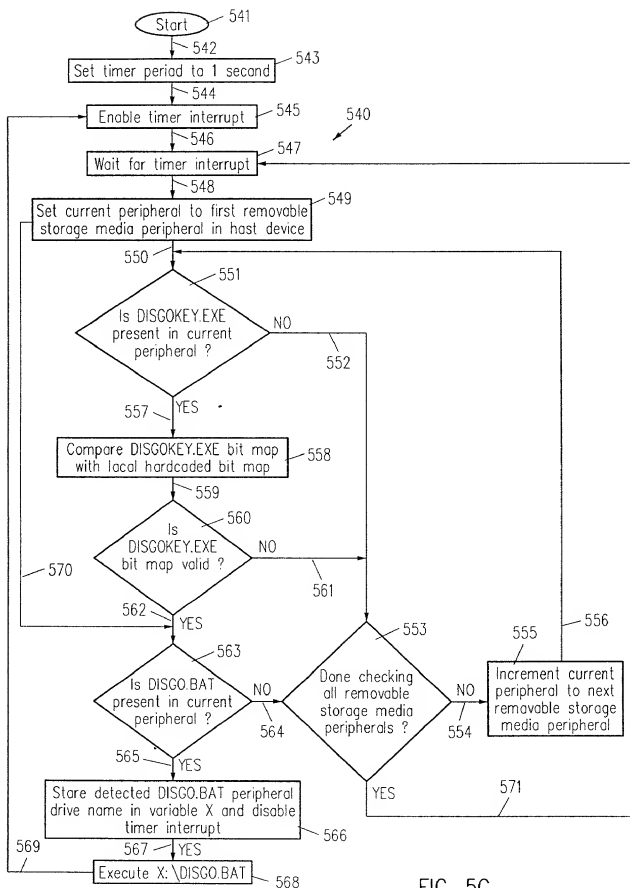 Start
541
542
Set timer period ta 1 second
543
544
Enable timer interrupt
545
546
540
Wait far timer interrupt
547
548
Set current peripheral to first removable
storage media peripheral in host device
549
550
551
Is DISGOKEY.EXE
present in current
peripheral ?
NO
552
557
YES
Compare DISGOKEY.EXE bit map
with local hardcaded bit map
558
559
560
Is
DISGOKEY.EXE
bit map valid ?
NO
561
570
562
YES
563
Is DISGO.BAT
present in current
peripheral ?
NO
564
553
Done checking
all removable
storage media
peripherals ?
NO
554
555
556
Increment current
peripheral to next
remavable storage
media peripheral
565
YES
YES
571
Stare detected DISGO.BAT peripheral
drive name in variable X and disable
timer interrupt
566
567
YES
569
Execute X:\DISGO.BAT
568
FIG. 5C